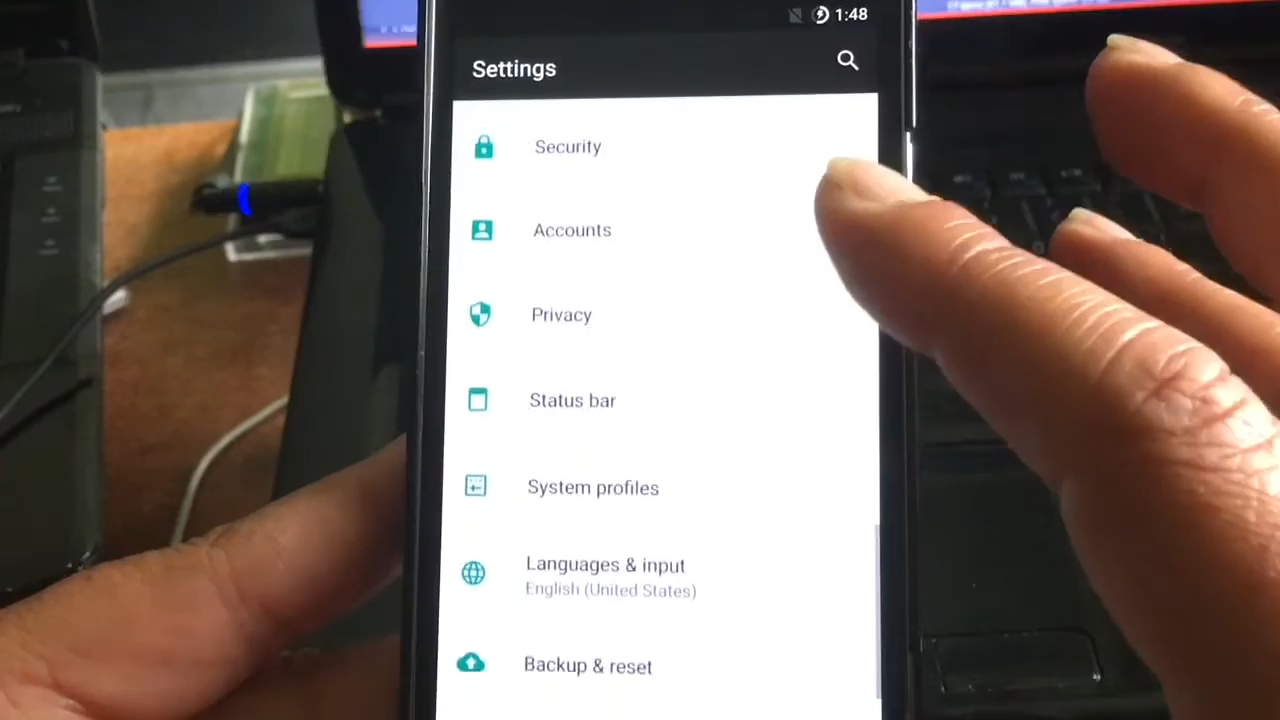 1:48
Settings
Security
Accounts
Privacy
Status bar
System profiles
Languages & input
English (United States)
Backup & reset